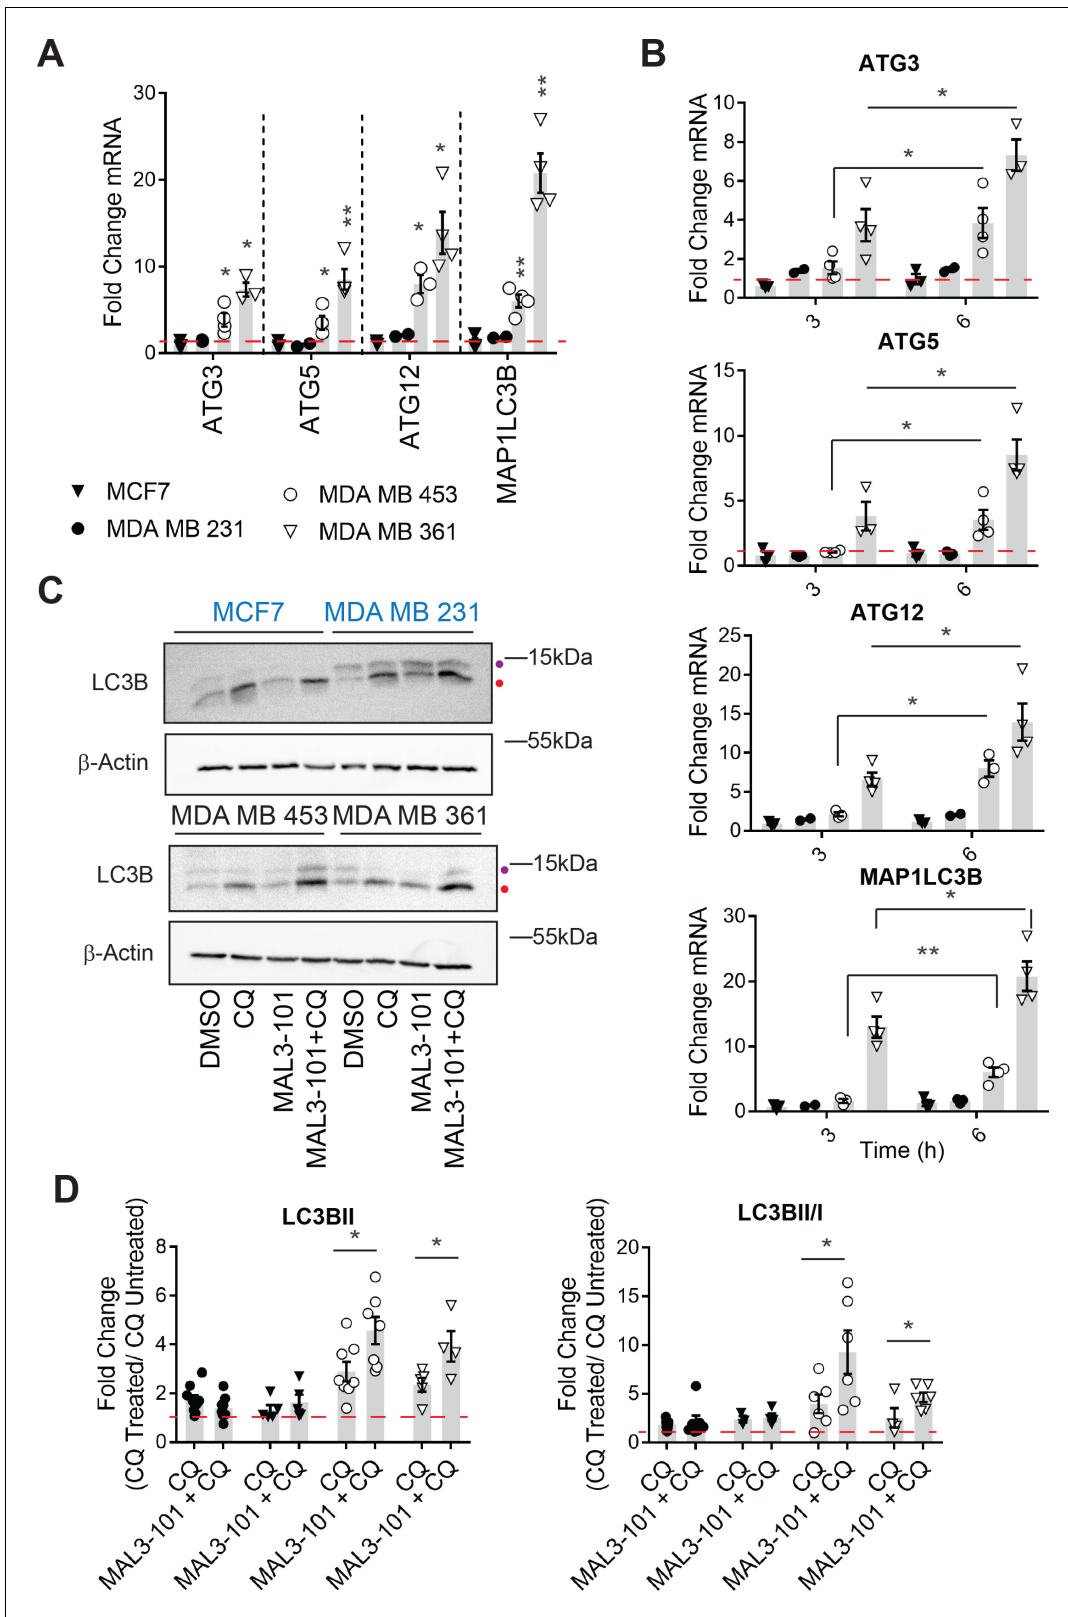 A
30
20
10
0
Fold Change mRNA
*
*
*
**
*
*
**
**
ATG3
ATG5
ATG12
MAP1LC3B
MCF7
MDA MB 453
MDA MB 231
MDA MB 361
B
ATG3
10
8
6
4
2
0
Fold Change mRNA
*
*
3
6
ATG5
15
10
5
0
Fold Change mRNA
*
*
3
6
ATG12
25
20
15
10
5
0
Fold Change mRNA
*
*
3
6
MAP1LC3B
30
20
10
0
Fold Change mRNA
*
**
3
6
Time (h)
C
MCF7
MDA MB 231
LC3B
15kDa
β-Actin
55kDa
MDA MB 453
MDA MB 361
LC3B
15kDa
β-Actin
55kDa
DMSO
CQ
MAL3-101
MAL3-101+CQ
DMSO
CQ
MAL3-101
MAL3-101+CQ
D
LC3BII
Fold Change
(CQ Treated/ CQ Untreated)
8
6
4
2
0
*
*
CQ
MAL3-101 + CQ
CQ
MAL3-101 + CQ
CQ
MAL3-101 + CQ
CQ
MAL3-101 + CQ
LC3BII/I
Fold Change
(CQ Treated/ CQ Untreated)
20
15
10
5
0
*
*
CQ
MAL3-101 + CQ
CQ
MAL3-101 + CQ
CQ
MAL3-101 + CQ
CQ
MAL3-101 + CQ